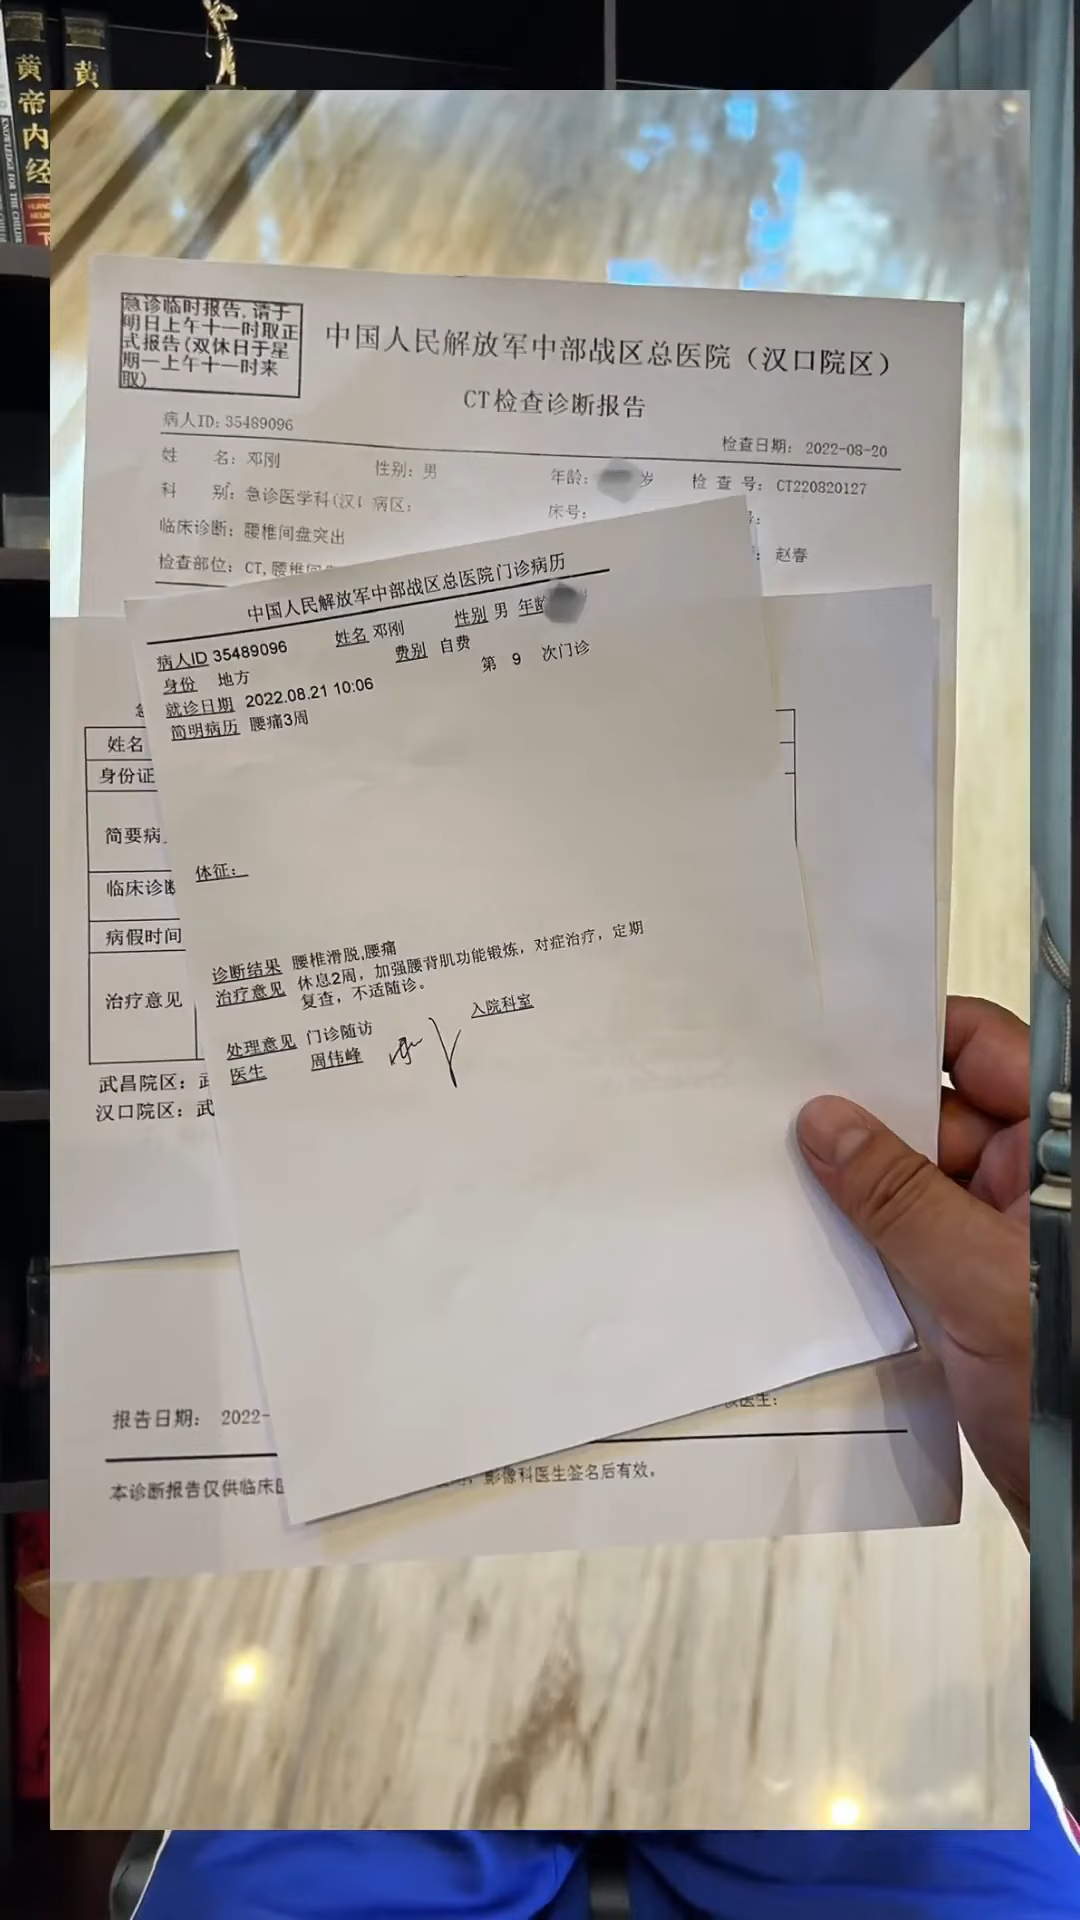 黄帝内经
黄
KNOWLEDGE FOR THE CHILD
下
急诊临时报告,请于
明日上午十一时取正
式报告(双休日于星
期一上午十一时来
取)
中国人民解放军中部战区总医院（汉口院区）
CT检查诊断报告
病人ID: 35489096
检查日期: 2022-08-20
姓 名: 邓刚 性别: 男 年龄: 岁 检 查 号: CT220820127
科 别: 急诊医学科(汉 病区: 床号: 号:
临床诊断: 腰椎间盘突出 赵春
检查部位: CT,腰椎间
中国人民解放军中部战区总医院门诊病历
病人ID 35489096 姓名 邓刚 性别 男 年龄
身份 地方 费别 自费 第 9 次门诊
就诊日期 2022.08.21 10:06
简明病历 腰痛3周
体征:
诊断结果 腰椎滑脱,腰痛
治疗意见 休息2周，加强腰背肌功能锻炼，对症治疗，定期
复查，不适随诊。
处理意见 门诊随访 入院科室
医生 周伟峰
姓名
身份证
简要病
临床诊断
病假时间
治疗意见
武昌院区: 武
汉口院区: 武
报告日期: 2022- 医生:
本诊断报告仅供临床 影像科医生签名后有效。